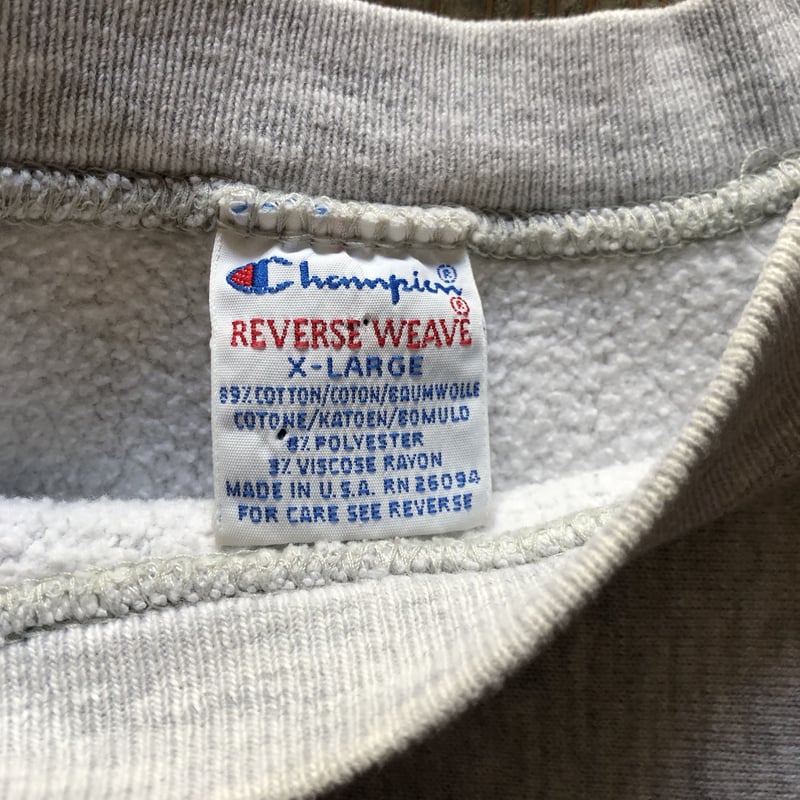 Champion®
REVERSE WEAVE®
X-LARGE
89% COTTON/COTON/BAUMWOLLE
COTONE/KATOEN/BOMULD
8% POLYESTER
3% VISCOSE RAYON
MADE IN U.S.A. RN 26094
FOR CARE SEE REVERSE